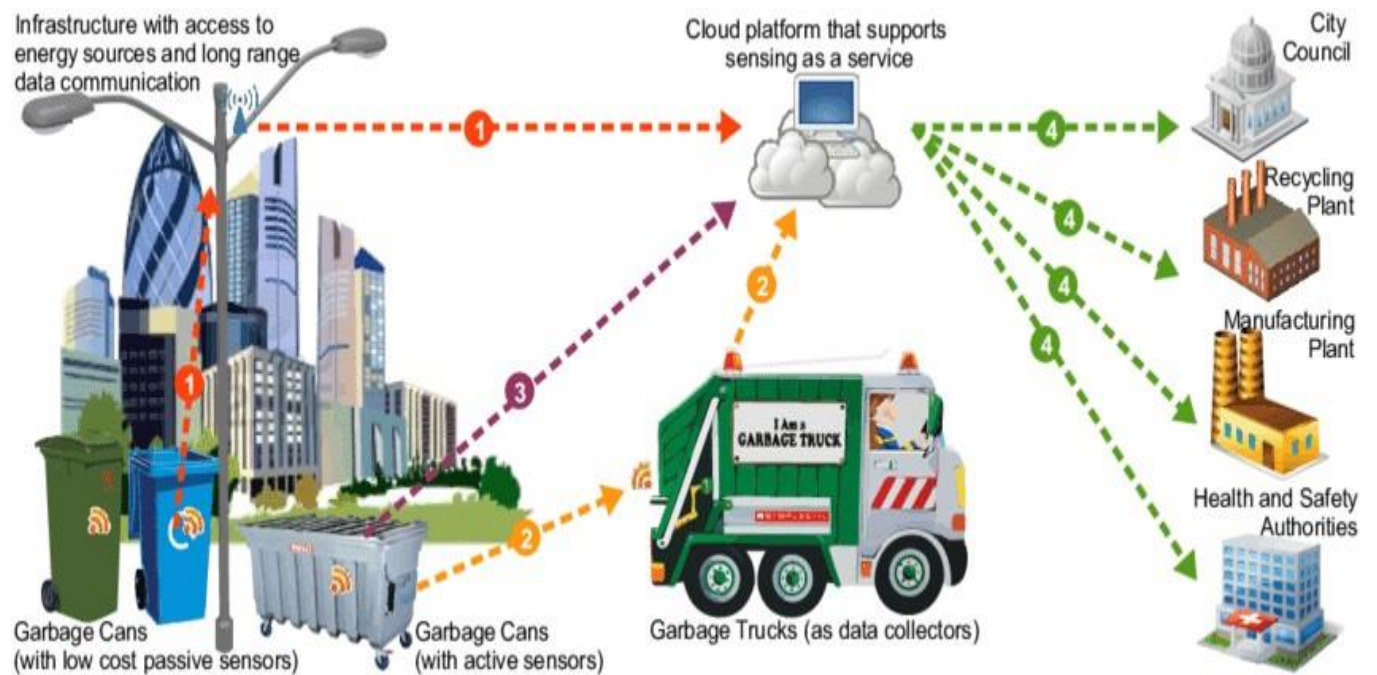 Infrastructure with access to
energy sources and long range
data communication
Cloud platform that supports
sensing as a service
City
Council
1
4
Recycling
Plant
4
2
4
Manufacturing
Plant
4
1
3
I Am a
GARBAGE TRUCK
Health and Safety
Authorities
2
Garbage Cans
(with low cost passive sensors)
Garbage Cans
(with active sensors)
Garbage Trucks (as data collectors)